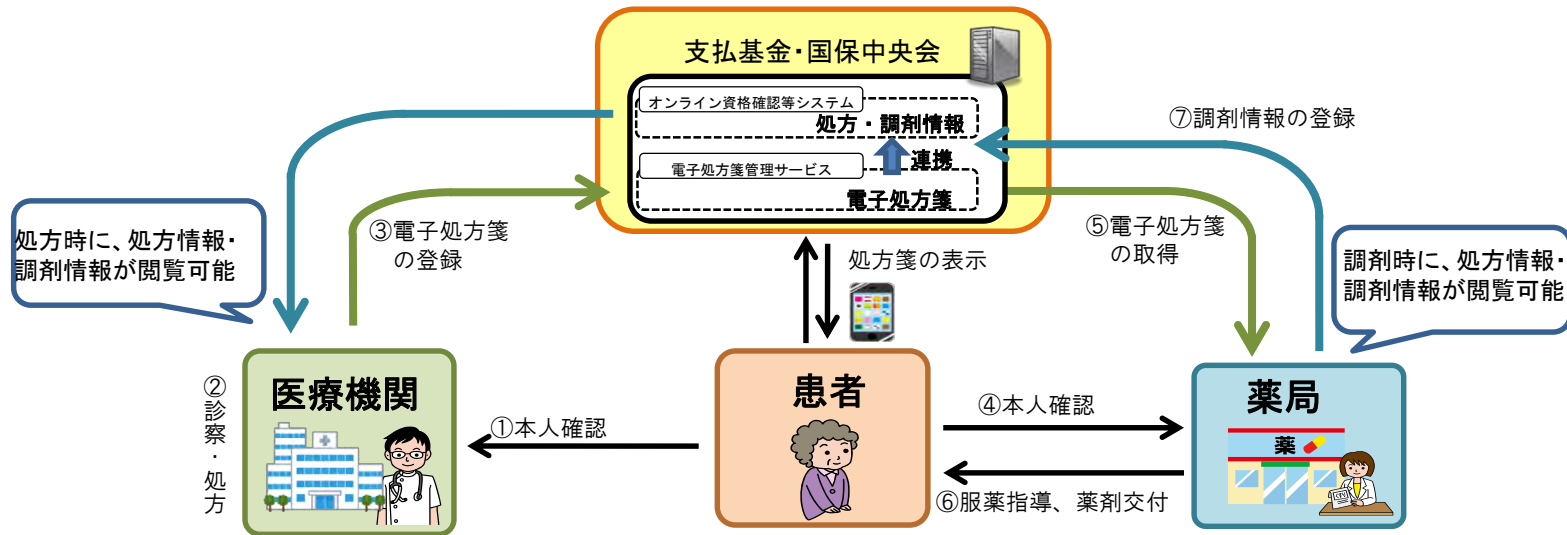 支払基金・国保中央会
オンライン資格確認等システム
処方・調剤情報
連携
電子処方箋管理サービス
電子処方箋
⑦調剤情報の登録
処方時に、処方情報・
調剤情報が閲覧可能
③電子処方箋
の登録
処方箋の表示
⑤電子処方箋
の取得
調剤時に、処方情報・
調剤情報が閲覧可能
②診察・処方
医療機関
①本人確認
患者
④本人確認
⑥服薬指導、薬剤交付
薬局
薬